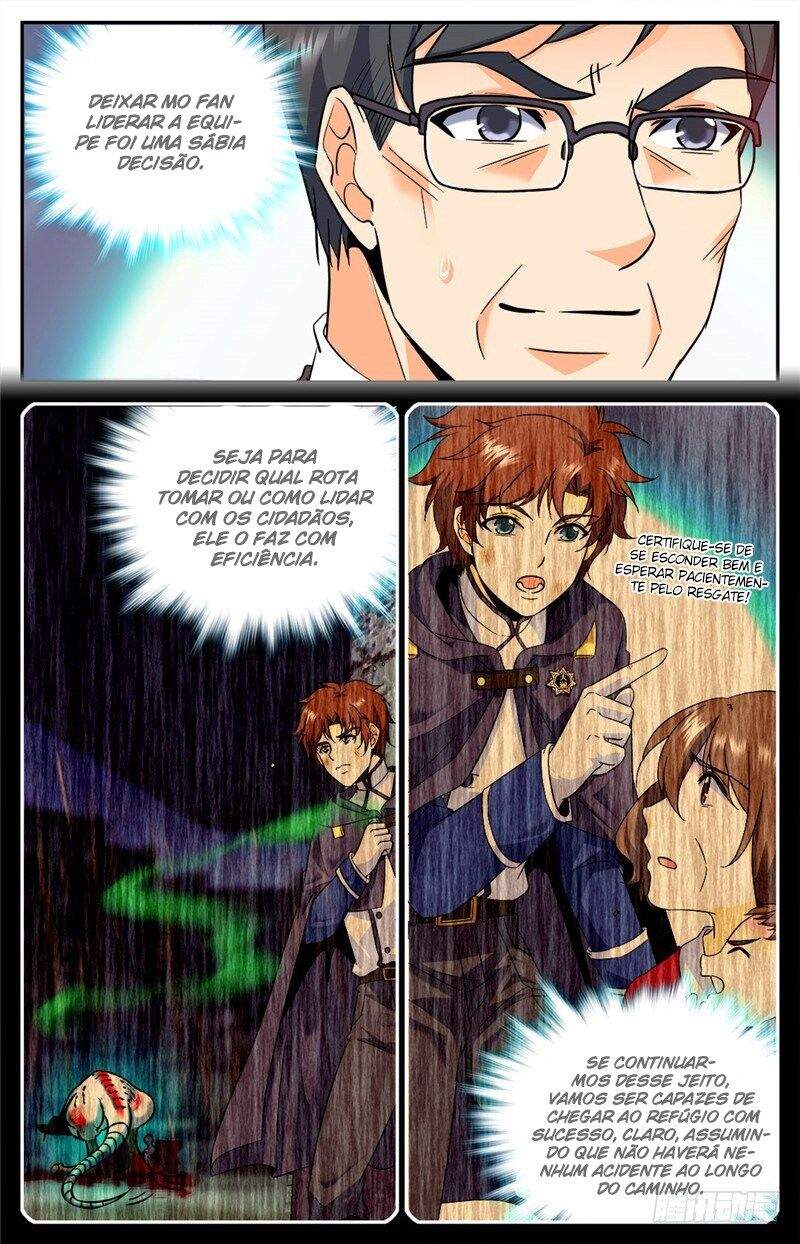 DEIXAR MO FAN
LIDERAR A EQUI-
PE FOI UMA SÁBIA
DECISÃO.
SEJA PARA
DECIDIR QUAL ROTA
TOMAR OU COMO LIDAR
COM OS CIDADÃOS,
ELE O FAZ COM
EFICIÊNCIA.
CERTIFIQUE-SE DE
SE ESCONDER BEM E
ESPERAR PACIENTEMEN-
TE PELO RESGATE!
SE CONTINUAR-
MOS DESSE JEITO,
VAMOS SER CAPAZES DE
CHEGAR AO REFÚGIO COM
SUCESSO, CLARO, ASSUMIN-
DO QUE NÃO HAVERÁ NE-
NHUM ACIDENTE AO LONGO
DO CAMINHO.